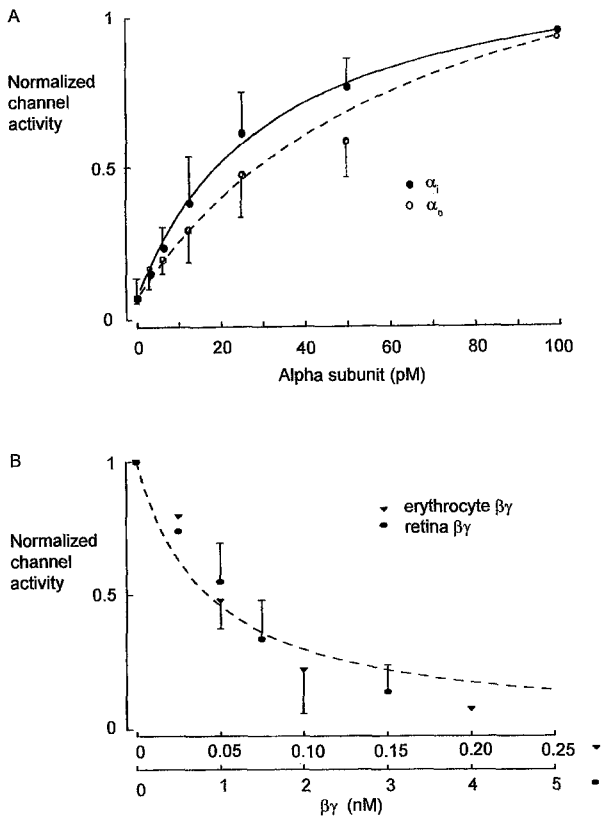 A
1
Normalized
channel
activity
0.5
0
αi
αo
0 20 40 60 80 100
Alpha subunit (pM)
B
1
Normalized
channel
activity
0.5
0
erythrocyte βγ
retina βγ
0 0.05 0.10 0.15 0.20 0.25
0 1 2 3 4 5
βγ (nM)